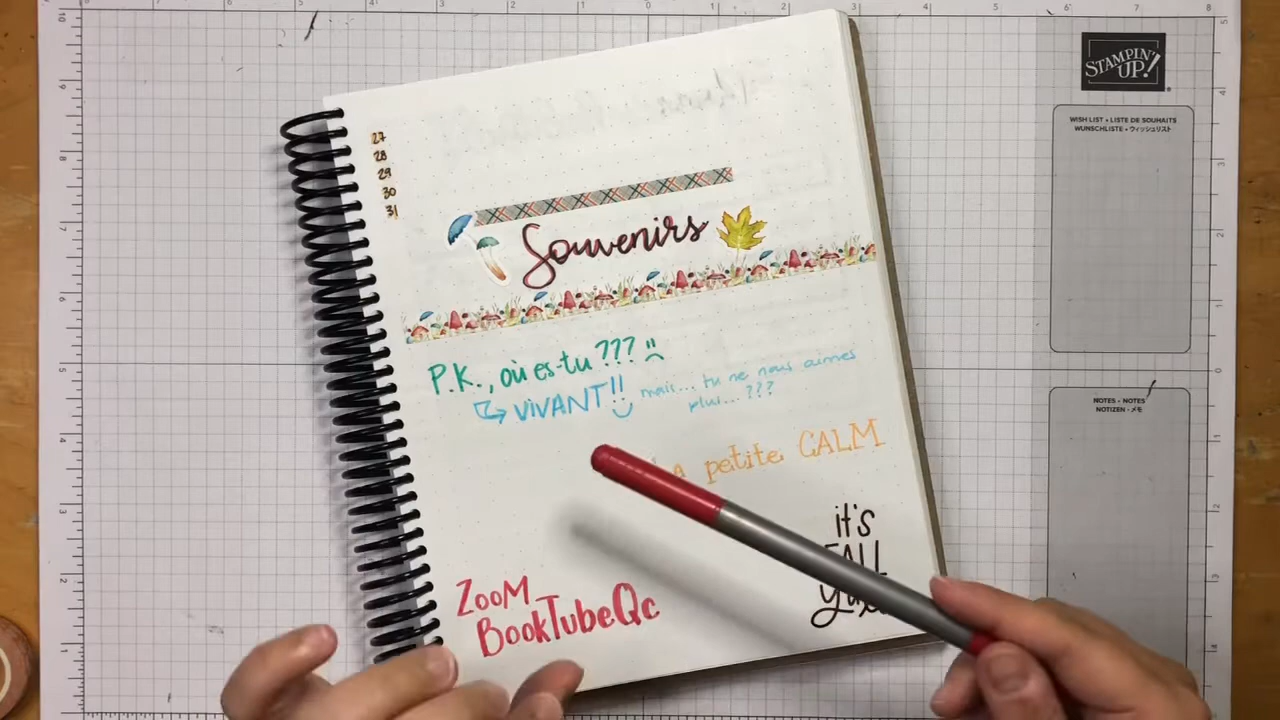 STAMPIN' UP!
WISH LIST • LISTE DE SOUHAITS
WUNSCHLISTE • ウィッシュリスト
NOTES • NOTES
NOTIZEN • メモ
27
28
29
30
31
Souvenirs
P.K., où es-tu ???
VIVANT!! mais... tu ne nous aimes
plus...???
petite CALM
it's
FALL
ZooM
BookTubeQc